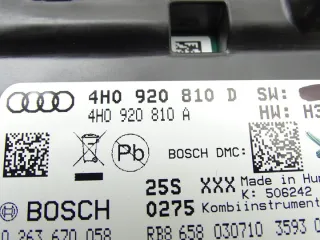 4H0 920 810 D SW:
4H0 920 810 A HW: H3
Pb BOSCH DMC:
25S XXX Made in Hun
K: 506242
BOSCH 0275 Kombiinstrument
0 263 670 058 RB8 658 030710 3593 0